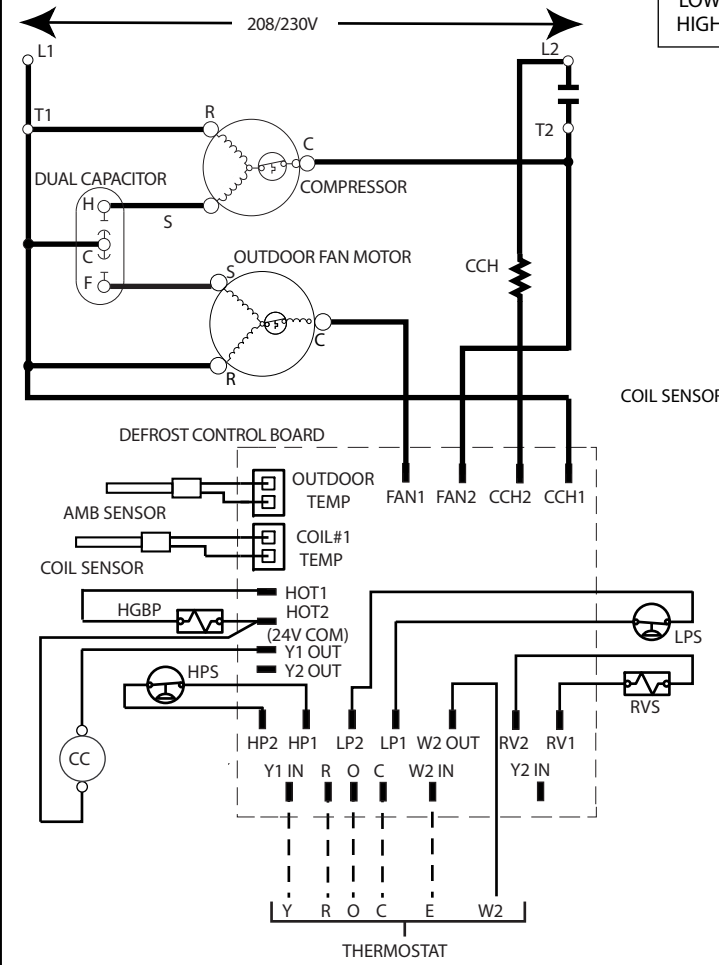 208/230V
LOW
HIGH
L1
L2
T1
R
C
T2
COMPRESSOR
DUAL CAPACITOR
H
S
C
F
OUTDOOR FAN MOTOR
S
CCH
C
R
COIL SENSOR
DEFROST CONTROL BOARD
OUTDOOR
TEMP
FAN1 FAN2 CCH2 CCH1
AMB SENSOR
COIL#1
TEMP
COIL SENSOR
HOT1
HGBP
HOT2
(24V COM)
Y1 OUT
Y2 OUT
LPS
HPS
RVS
HP2 HP1 LP2 LP1 W2 OUT RV2 RV1
CC
Y1 IN R O C W2 IN Y2 IN
Y R O C E W2
THERMOSTAT